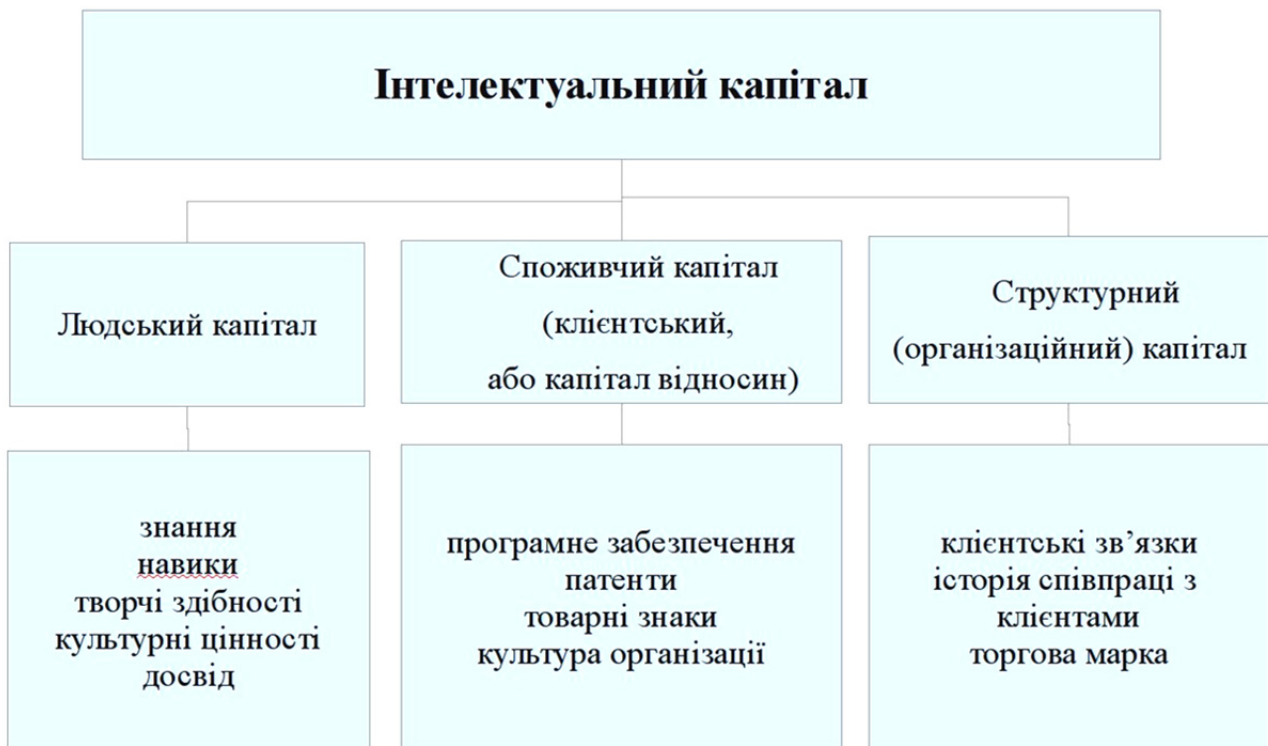 Інтелектуальний капітал
Людський капітал
Споживчий капітал
(клієнтський,
або капітал відносин)
Структурний
(організаційний) капітал
знання
навики
творчі здібності
культурні цінності
досвід
програмне забезпечення
патенти
товарні знаки
культура організації
клієнтські зв’язки
історія співпраці з
клієнтами
торгова марка